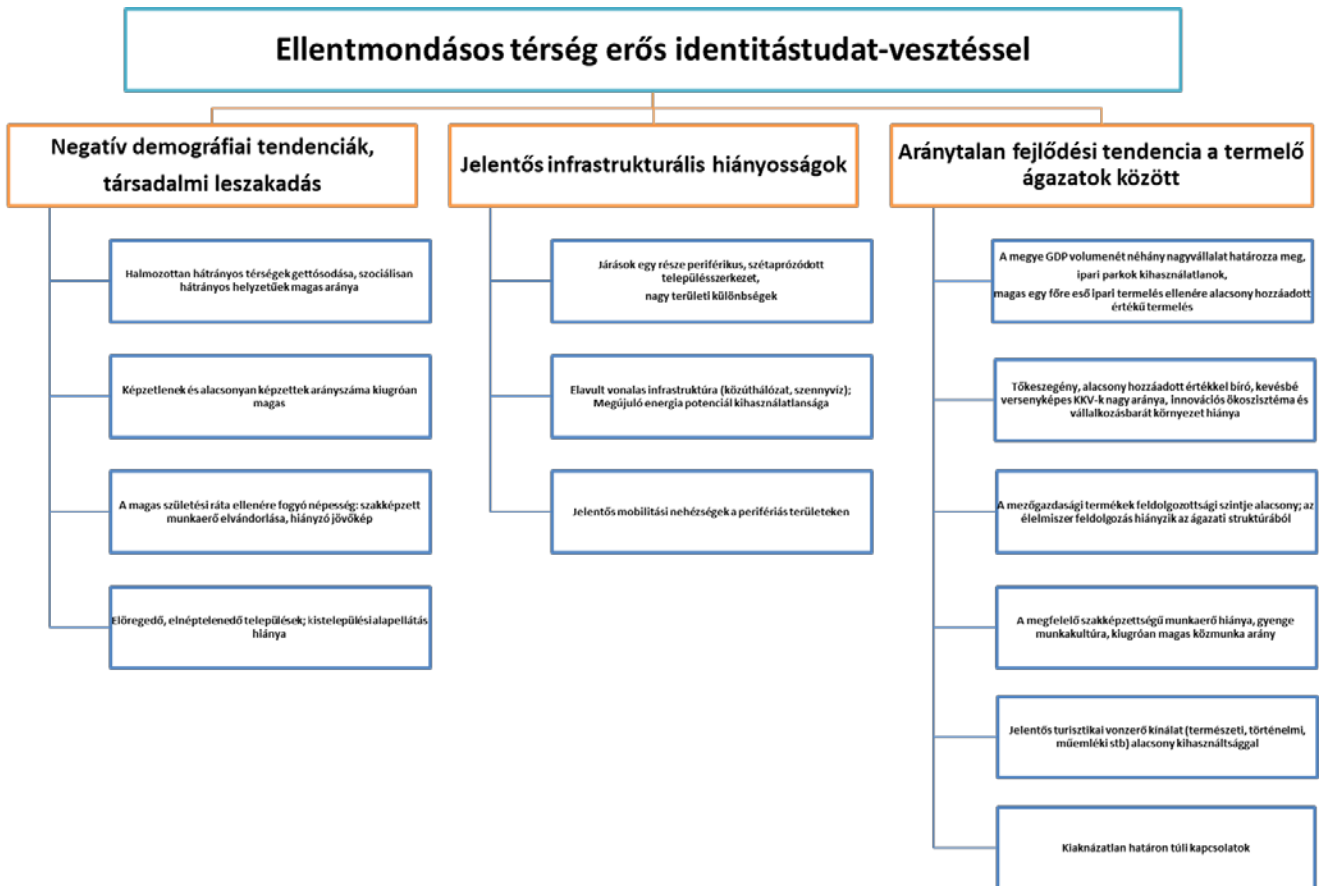 Ellentmondásos térség erős identitástudat-vesztéssel
Negatív demográfiai tendenciák,
társadalmi leszakadás
Halmozottan hátrányos térségek gettósodása, szociálisan
hátrányos helyzetűek magas aránya
Képzetlenek és alacsonyan képzettek arányszáma kiugróan
magas
A magas születési ráta ellenére fogyó népesség: szakképzett
munkaerő elvándorlása, hiányzó jövőkép
Előregedő, elnéptelenedő települések; kistelepülési alapellátás
hiánya
Jelentős infrastrukturális hiányosságok
Járások egy része periférikus, szétaprózódott
településszerkezet,
nagy területi különbségek
Elavult vonalas infrastruktúra (közúthálózat, szennyvíz);
Megújuló energia potenciál kihasználatlansága
Jelentős mobilitási nehézségek a perifériás területeken
Aránytalan fejlődési tendencia a termelő
ágazatok között
A megye GDP volumenét néhány nagyvállalat határozza meg,
ipari parkok kihasználatlanok,
magas egy főre eső ipari termelés ellenére alacsony hozzáadott
értékű termelés
Tőkeszegény, alacsony hozzáadott értékkel bíró, kevésbé
versenyképes KKV-k nagy aránya, innovációs ökoszisztéma és
vállalkozásbarát környezet hiánya
A mezőgazdasági termékek feldolgozottsági szintje alacsony; az
élelmiszer feldolgozás hiányzik az ágazati struktúrából
A megfelelő szakképzettségű munkaerő hiánya, gyenge
munkakultúra, kiugróan magas közmunka arány
Jelentős turisztikai vonzerő kínálat (természeti, történelmi,
műemléki stb) alacsony kihasználtsággal
Kiaknázatlan határon túli kapcsolatok